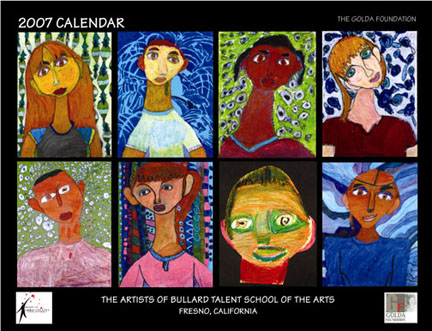 2007 CALENDAR
THE GOLDA FOUNDATION
THE ARTISTS OF BULLARD TALENT SCHOOL OF THE ARTS
FRESNO, CALIFORNIA
GOLDA